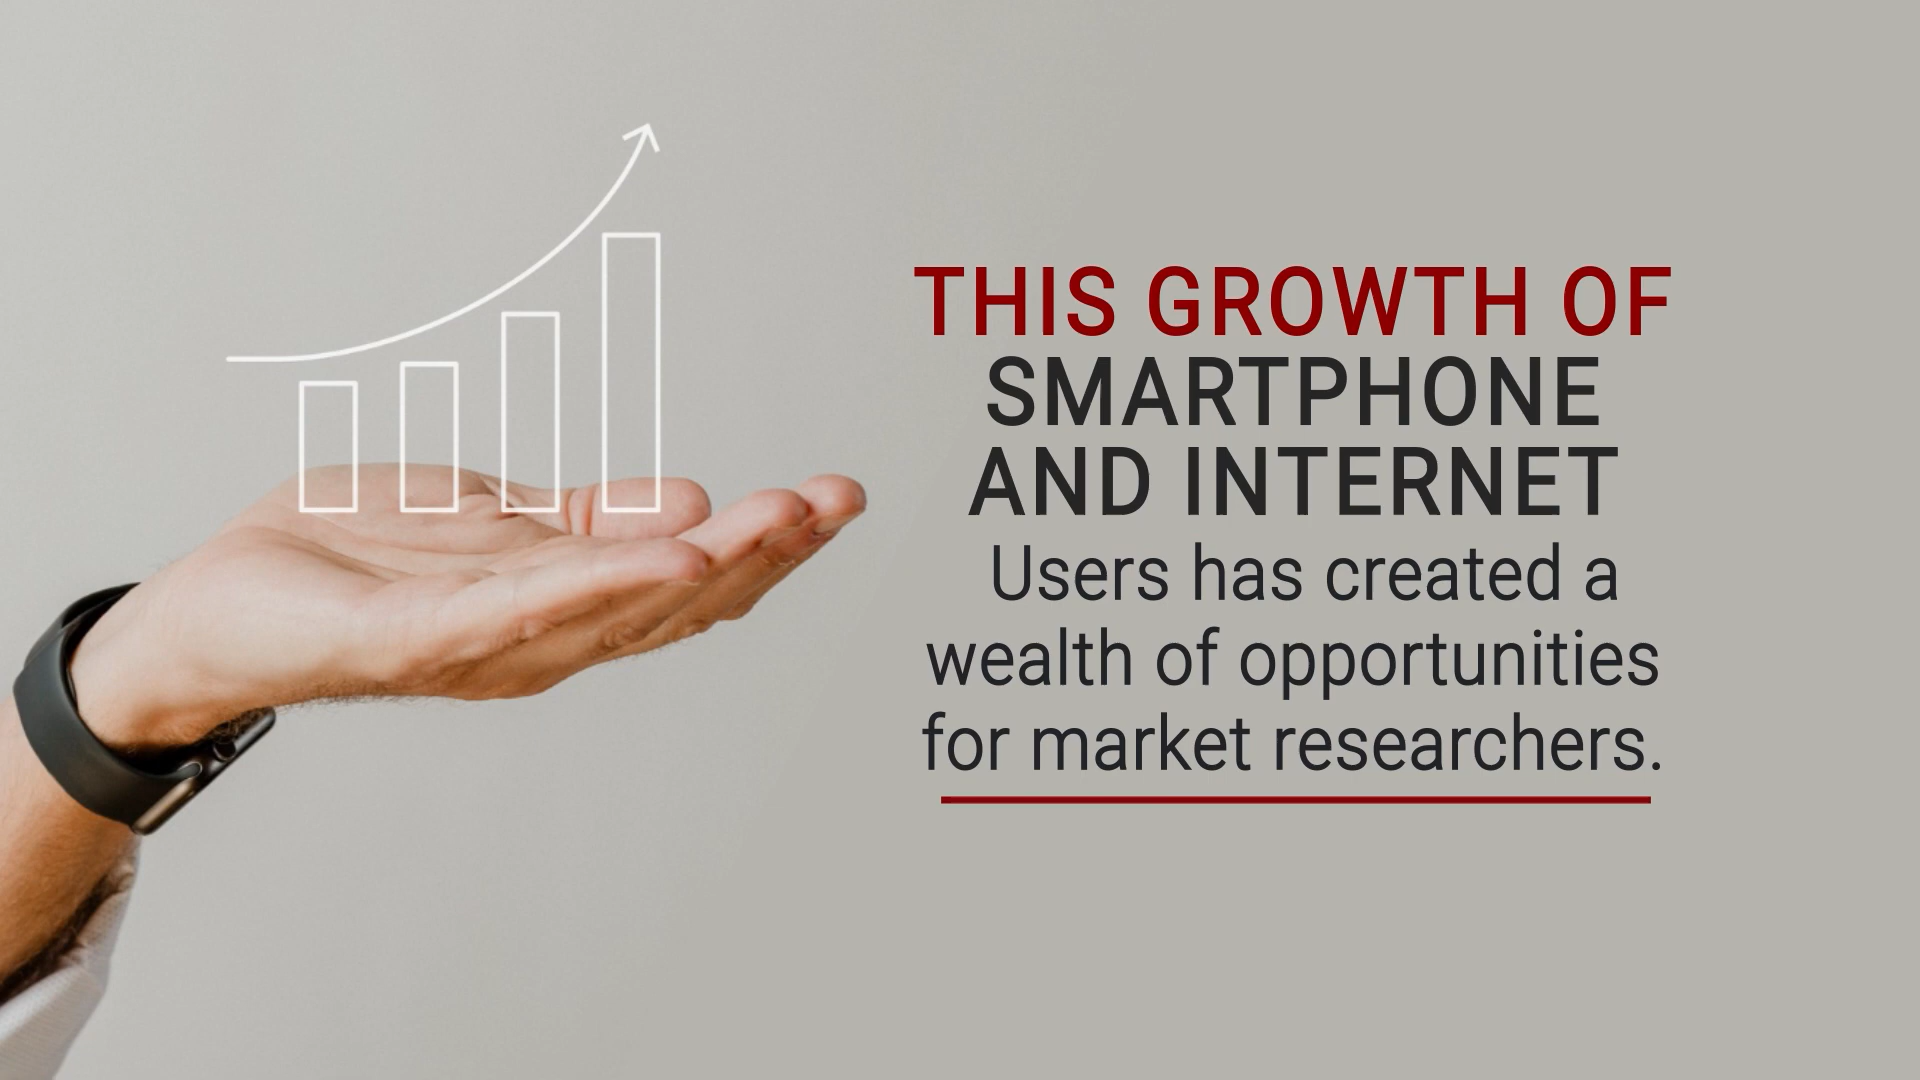 THIS GROWTH OF
SMARTPHONE
AND INTERNET
Users has created a
wealth of opportunities
for market researchers.